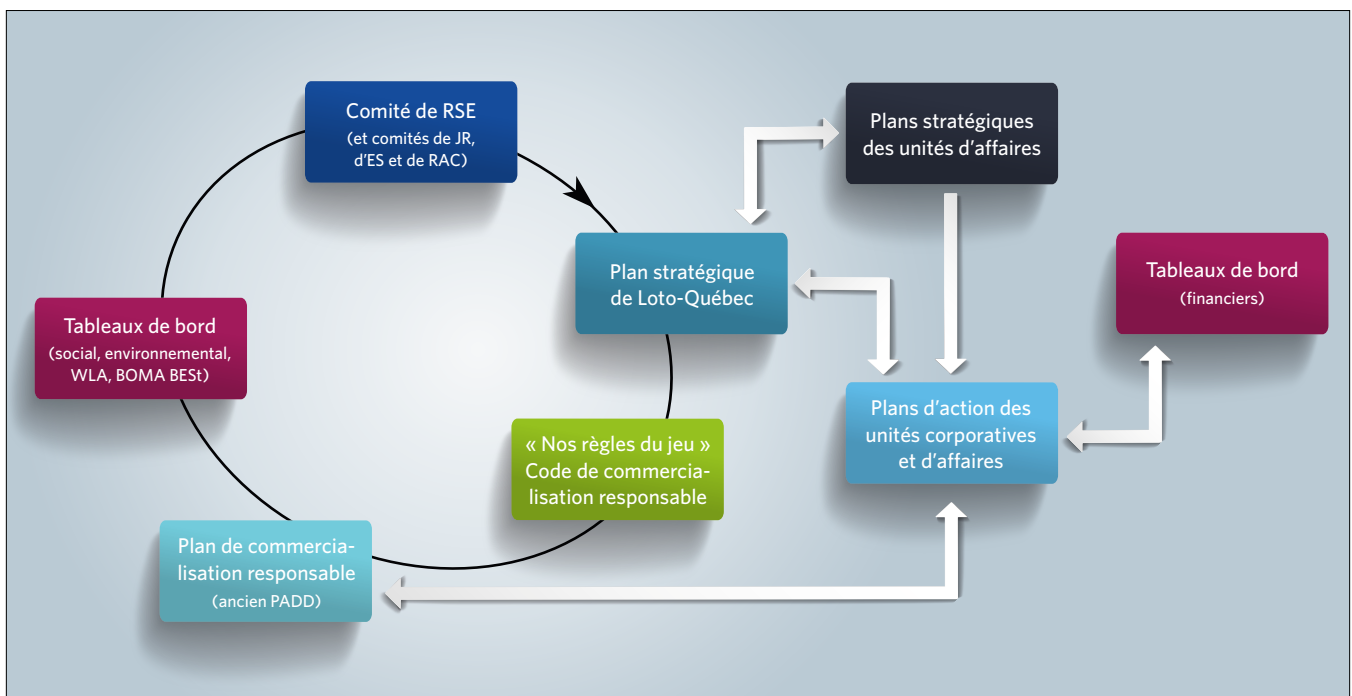 Comité de RSE
(et comités de JR,
d'ES et de RAC)
Plans stratégiques
des unités d'affaires
Plan stratégique
de Loto-Québec
Tableaux de bord
(financiers)
Tableaux de bord
(social, environnemental,
WLA, BOMA BESt)
Plans d'action des
unités corporatives
et d'affaires
« Nos règles du jeu »
Code de commercia-
lisation responsable
Plan de commercia-
lisation responsable
(ancien PADD)